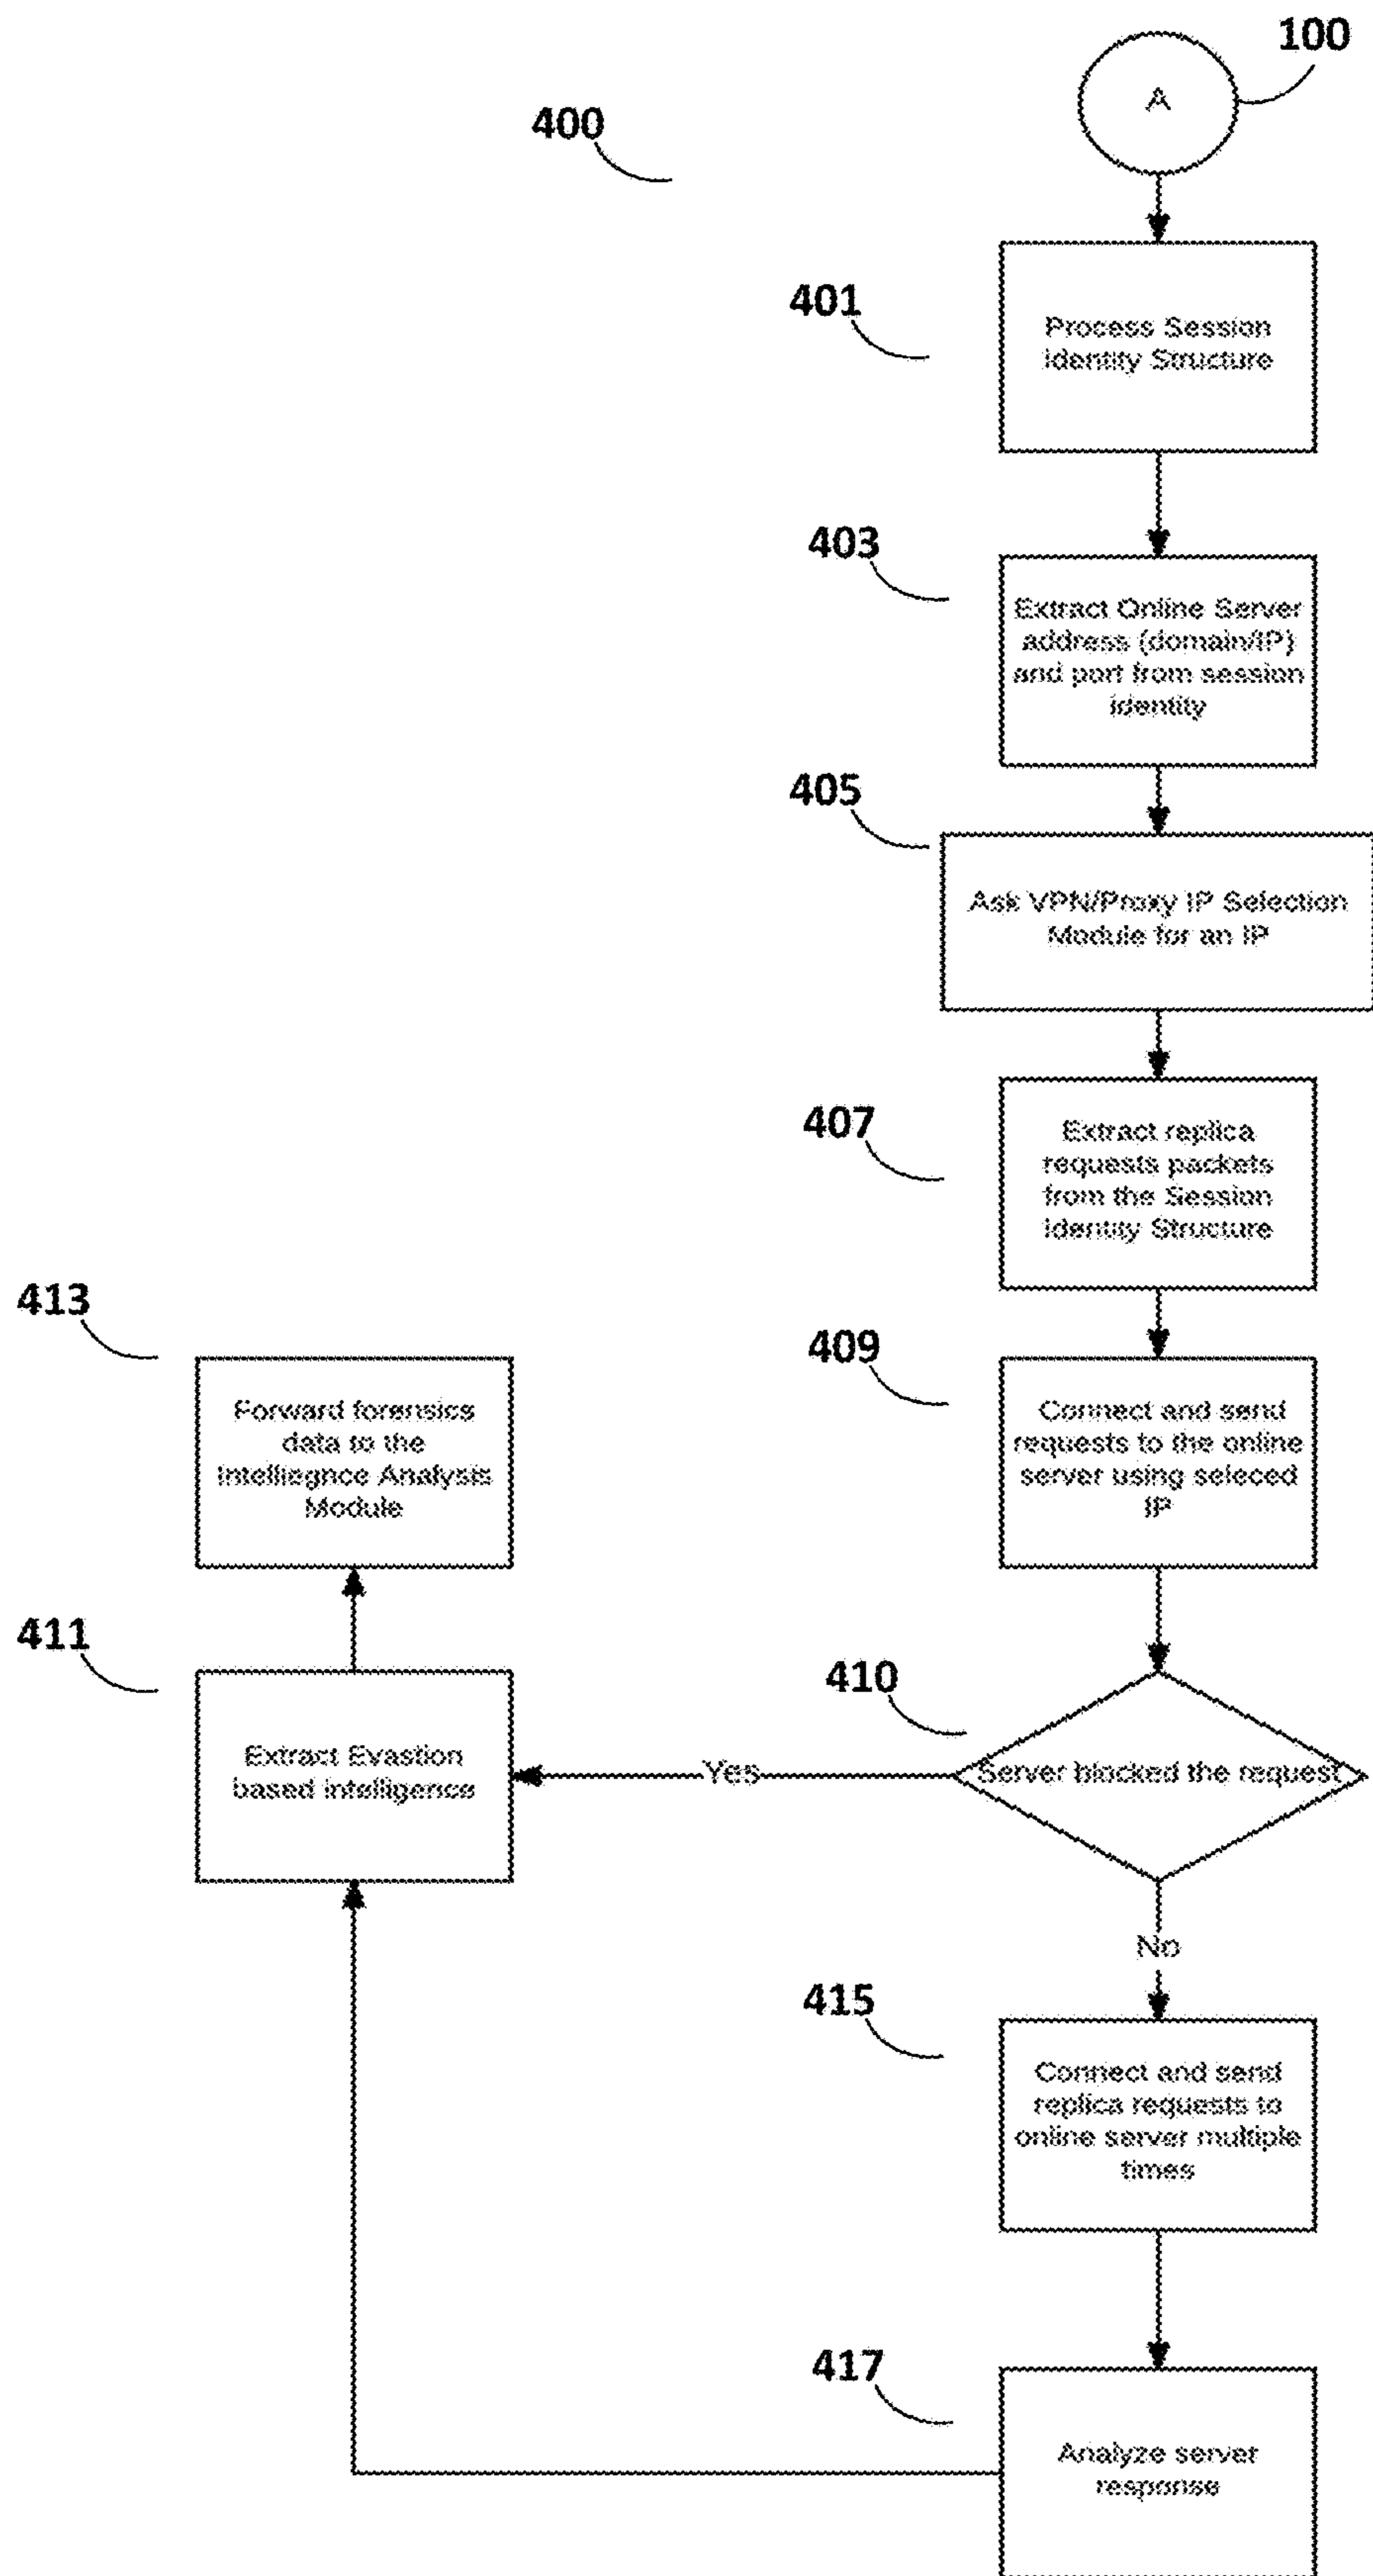 100
A
400
401
Process Session
Identity Structure
403
Extract Online Server
address (domain/IP)
and port from session
identity
405
Ask VPN/Proxy IP Selection
Module for an IP
407
Extract replica
requests packets
from the Session
Identity Structure
413
Forward forensics
data to the
Intelliegnce Analysis
Module
409
Connect and send
requests to the online
server using seleced
IP
411
Extract Evastion
based intelligence
410
Server blocked the request
Yes
No
415
Connect and send
replica requests to
online server multiple
times
417
Analyze server
response